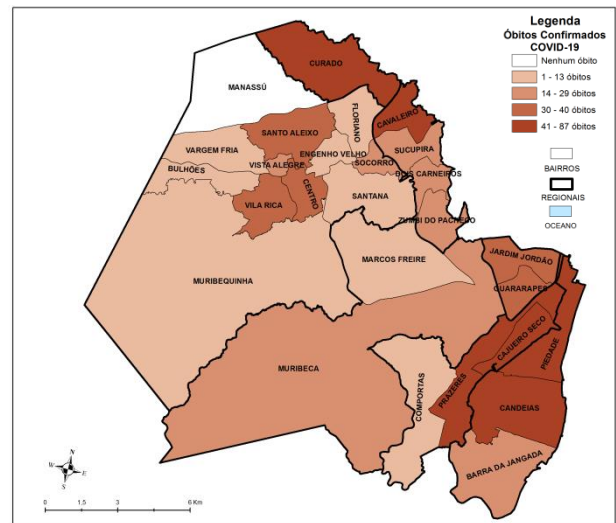 Legenda
Óbitos Confirmados
COVID-19
Nenhum óbito
1 - 13 óbitos
14 - 29 óbitos
30 - 40 óbitos
41 - 87 óbitos
BAIRROS
REGIONAIS
OCEANO
CURADO
MANASSÚ
FLORIANO
CAVALEIRO
SANTO ALEIXO
VARGEM FRIA
ENGENHO VELHO
SUCUPIRA
VISTA ALEGRE
SOCORRO
BULHÕES
DOIS CARNEIROS
CENTRO
SANTANA
VILA RICA
ZUMBI DO PACHECO
MARCOS FREIRE
JARDIM JORDÃO
MURIBEQUINHA
GUARARAPES
CAJUEIRO SECO
PIEDADE
MURIBECA
COMPORTAS
PRAZERES
CANDEIAS
BARRA DA JANGADA
N
W
E
S
0
1,5
3
6 Km